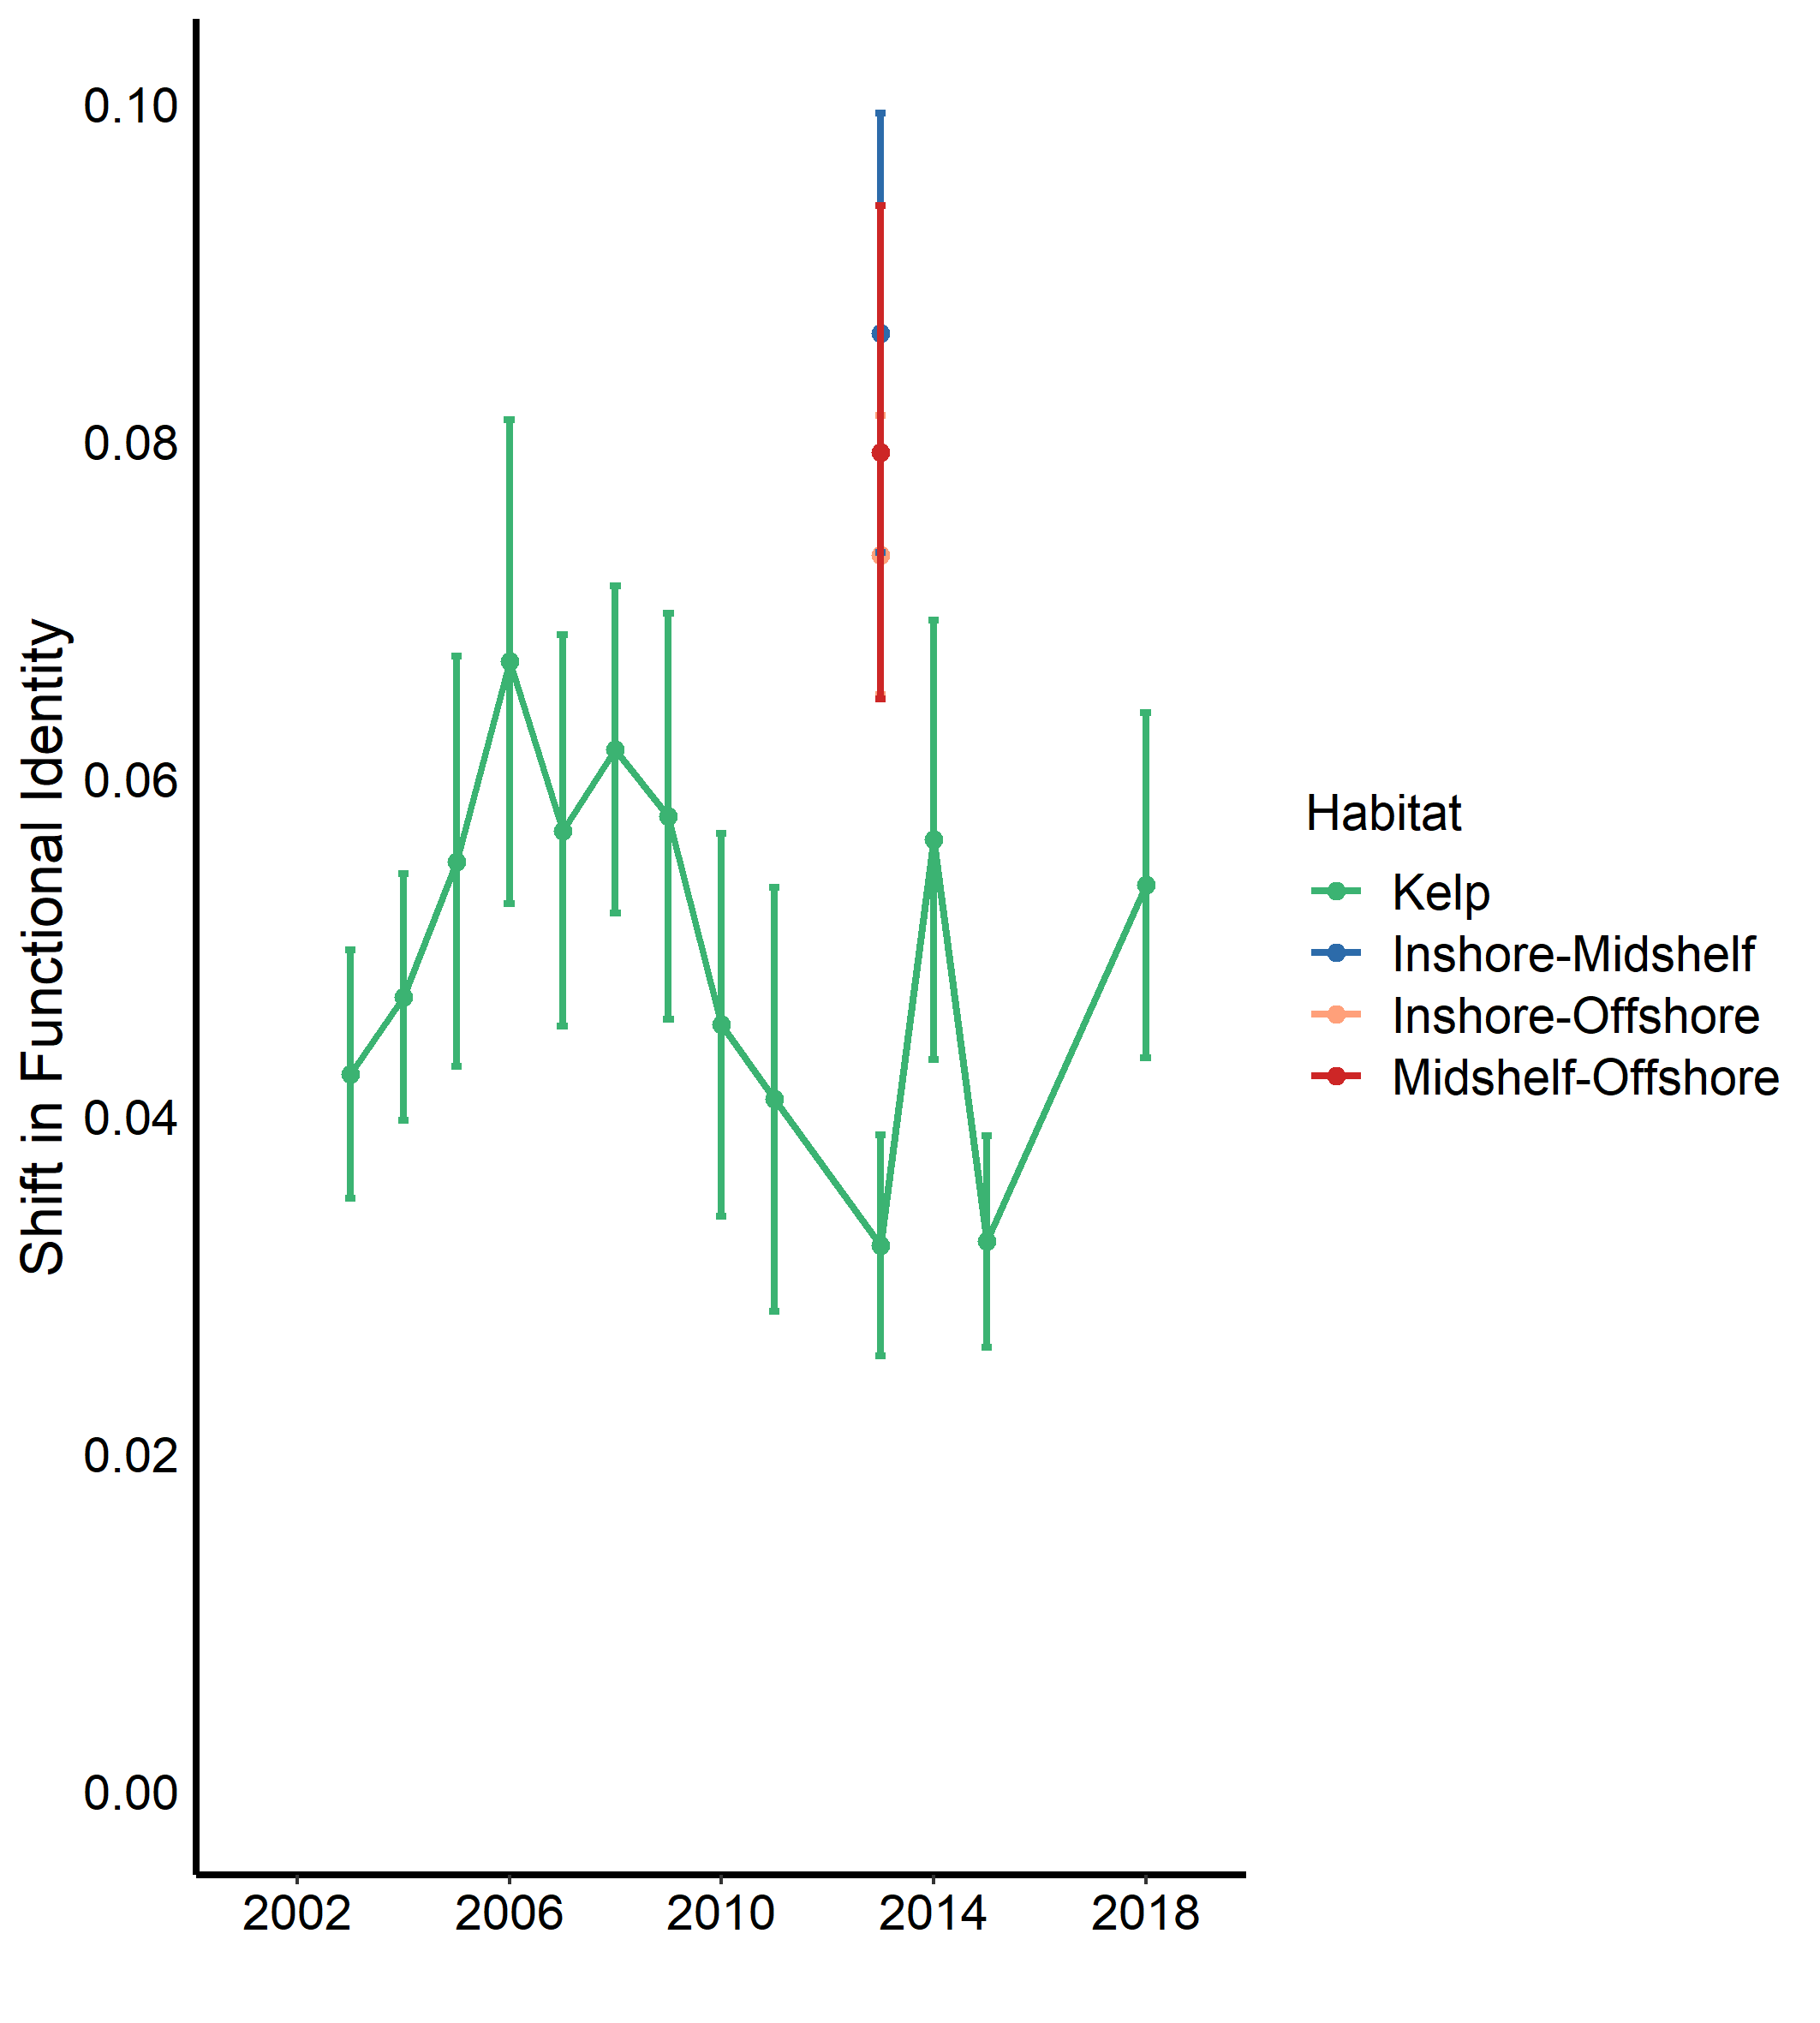 Shift in Functional Identity
0.10
0.08
0.06
0.04
0.02
0.00
2002 2006 2010 2014 2018
Habitat
Kelp
Inshore-Midshelf
Inshore-Offshore
Midshelf-Offshore